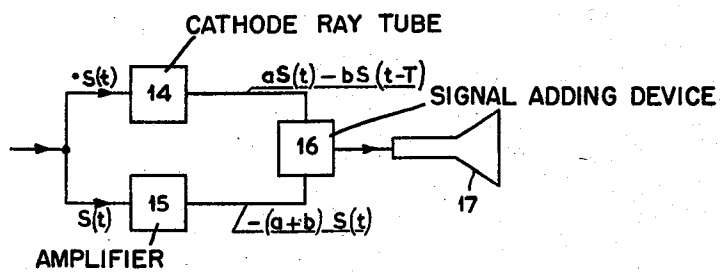 CATHODE RAY TUBE
S(t)
14
aS(t)-bS(t-T)
SIGNAL ADDING DEVICE
16
17
S(t)
15
-(a+b) S(t)
AMPLIFIER